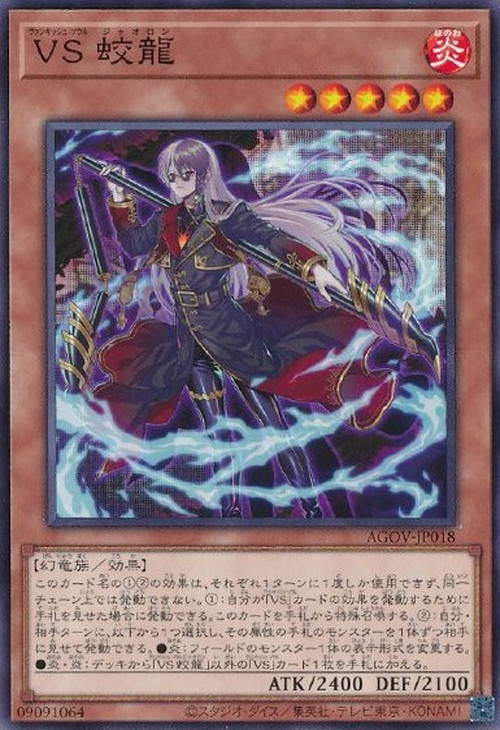 ヴァンキッシュ・ソウル ジャオロン
VS 蛟龍
ほのお
炎
AGOV-JP018
【幻竜族／効果】
このカード名の①②の効果は、それぞれ１ターンに１度しか使用できず、同一
チェーン上では発動できない。①：自分が「VS」カードの効果を発動するために
手札を見せた場合に発動できる。このカードを手札から特殊召喚する。②：自分・
相手ターンに、以下から１つ選択し、その属性の手札のモンスターを１体ずつ相手
に見せて発動できる。●炎：フィールドのモンスター１体の表示形式を変更する。
●炎・炎：デッキから「VS 蛟龍」以外の「VS」カード１枚を手札に加える。
ATK/2400 DEF/2100
09091064
©スタジオ・ダイス／集英社・テレビ東京・KONAMI